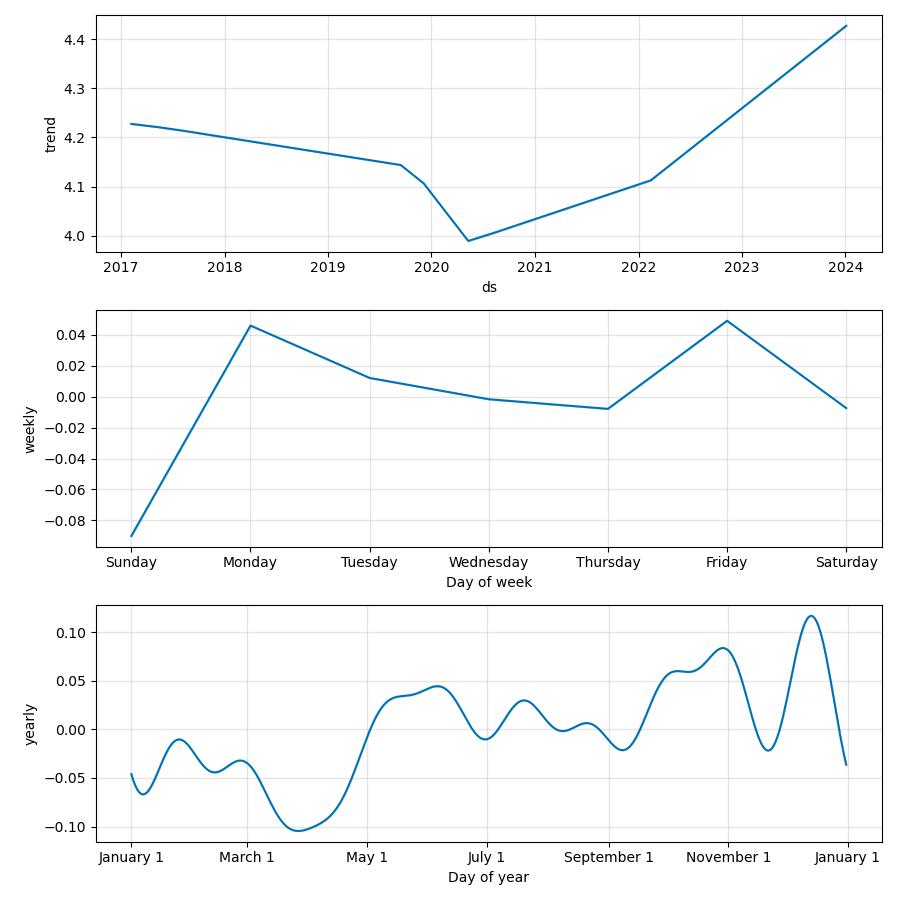 4.4
4.3
4.2
4.1
4.0
trend
2017 2018 2019 2020 2021 2022 2023 2024
ds
0.04
0.02
0.00
−0.02
−0.04
−0.06
−0.08
weekly
Sunday Monday Tuesday Wednesday Thursday Friday Saturday
Day of week
0.10
0.05
0.00
−0.05
−0.10
yearly
January 1 March 1 May 1 July 1 September 1 November 1 January 1
Day of year